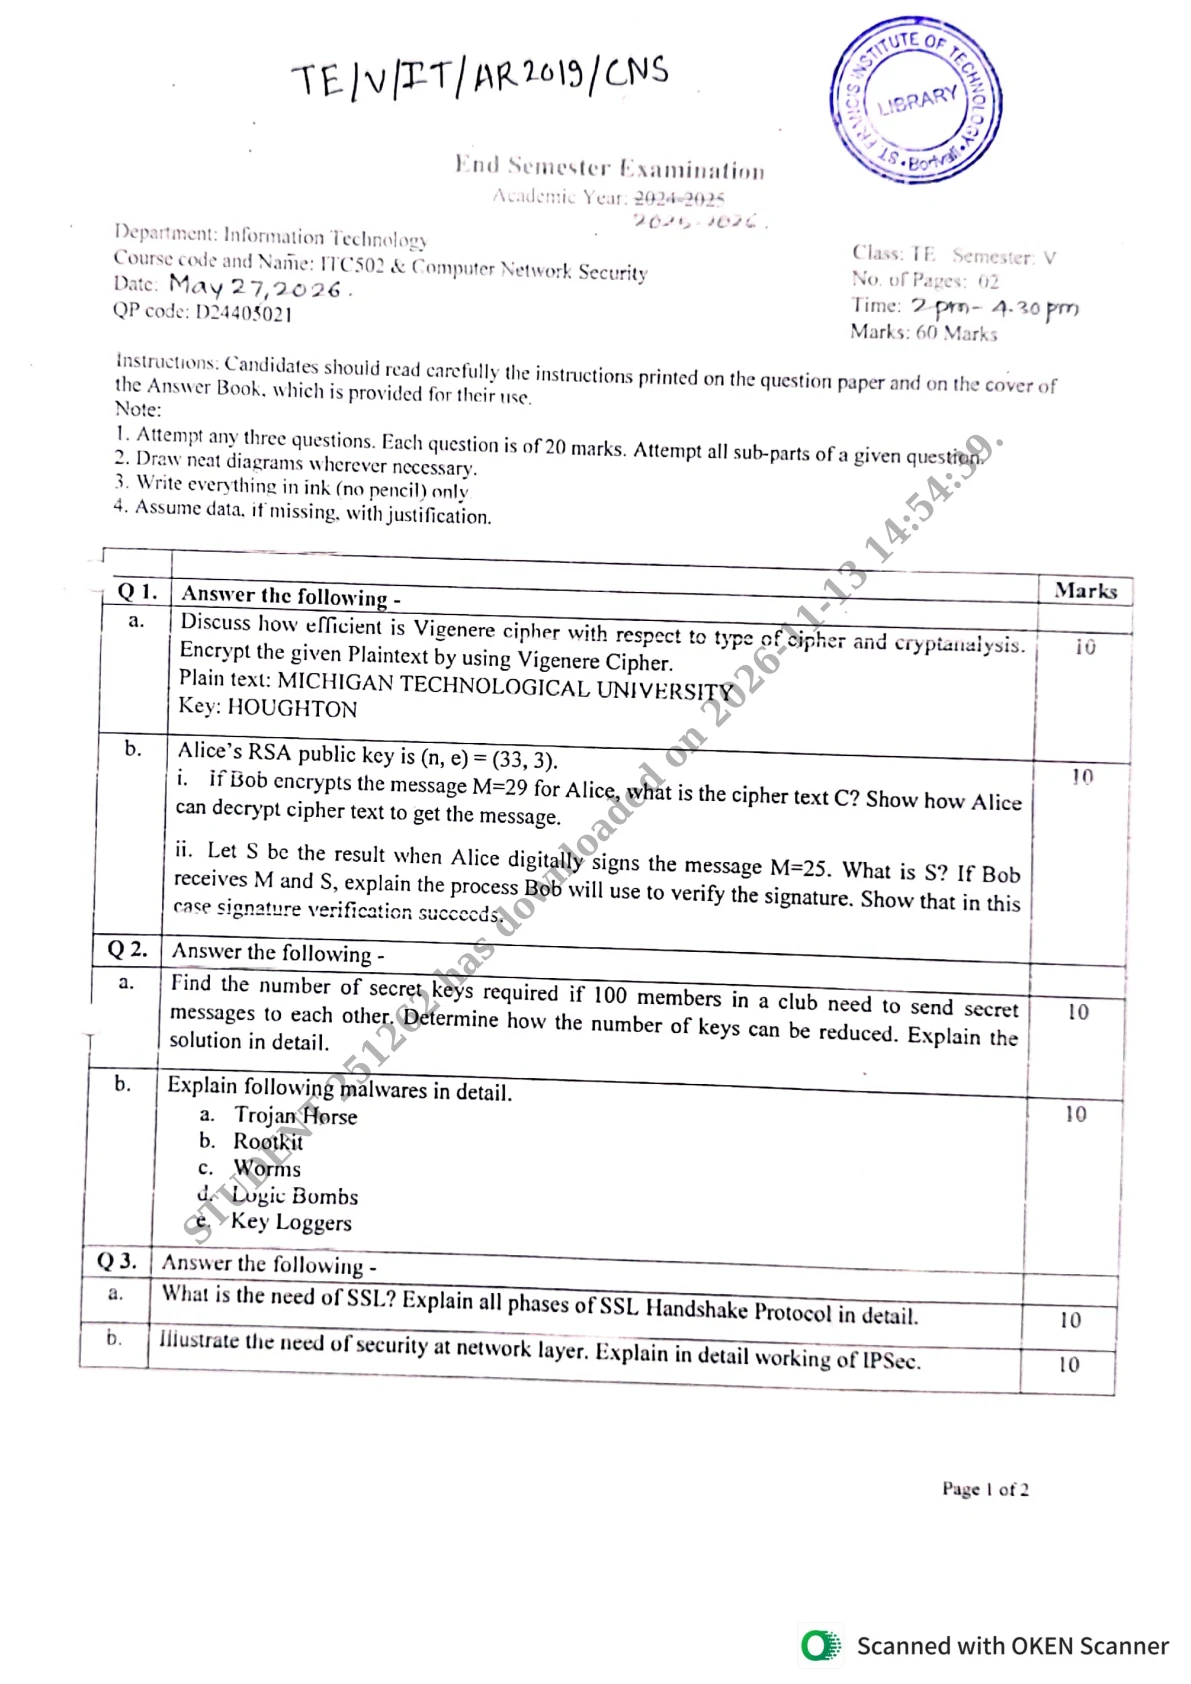 TE/V/IT/AR2019/CNS
ST. FRANCIS INSTITUTE OF TECHNOLOGY
LIBRARY
Borivali
End Semester Examination
Academic Year: 2024-2025
2025-2026.
Department: Information Technology
Course code and Name: ITC502 & Computer Network Security
Date: May 27, 2026.
QP code: D24405021
Class: TE Semester: V
No. of Pages: 02
Time: 2 pm - 4.30 pm
Marks: 60 Marks
Instructions: Candidates should read carefully the instructions printed on the question paper and on the cover of
the Answer Book, which is provided for their use.
Note:
1. Attempt any three questions. Each question is of 20 marks. Attempt all sub-parts of a given question.
2. Draw neat diagrams wherever necessary.
3. Write everything in ink (no pencil) only
4. Assume data, if missing, with justification.
Marks
Q 1. Answer the following -
a. Discuss how efficient is Vigenere cipher with respect to type of cipher and cryptanalysis. 10
Encrypt the given Plaintext by using Vigenere Cipher.
Plain text: MICHIGAN TECHNOLOGICAL UNIVERSITY
Key: HOUGHTON
b. Alice's RSA public key is (n, e) = (33, 3). 10
i. if Bob encrypts the message M=29 for Alice, what is the cipher text C? Show how Alice
can decrypt cipher text to get the message.
ii. Let S be the result when Alice digitally signs the message M=25. What is S? If Bob
receives M and S, explain the process Bob will use to verify the signature. Show that in this
case signature verification succeeds.
Q 2. Answer the following -
a. Find the number of secret keys required if 100 members in a club need to send secret 10
messages to each other. Determine how the number of keys can be reduced. Explain the
solution in detail.
b. Explain following malwares in detail. 10
a. Trojan Horse
b. Rootkit
c. Worms
d. Logic Bombs
e. Key Loggers
Q 3. Answer the following -
a. What is the need of SSL? Explain all phases of SSL Handshake Protocol in detail. 10
b. Illustrate the need of security at network layer. Explain in detail working of IPSec. 10
STUDENT 251262 has downloaded on 2026-11-13 14:54:39.
Page 1 of 2
Scanned with OKEN Scanner